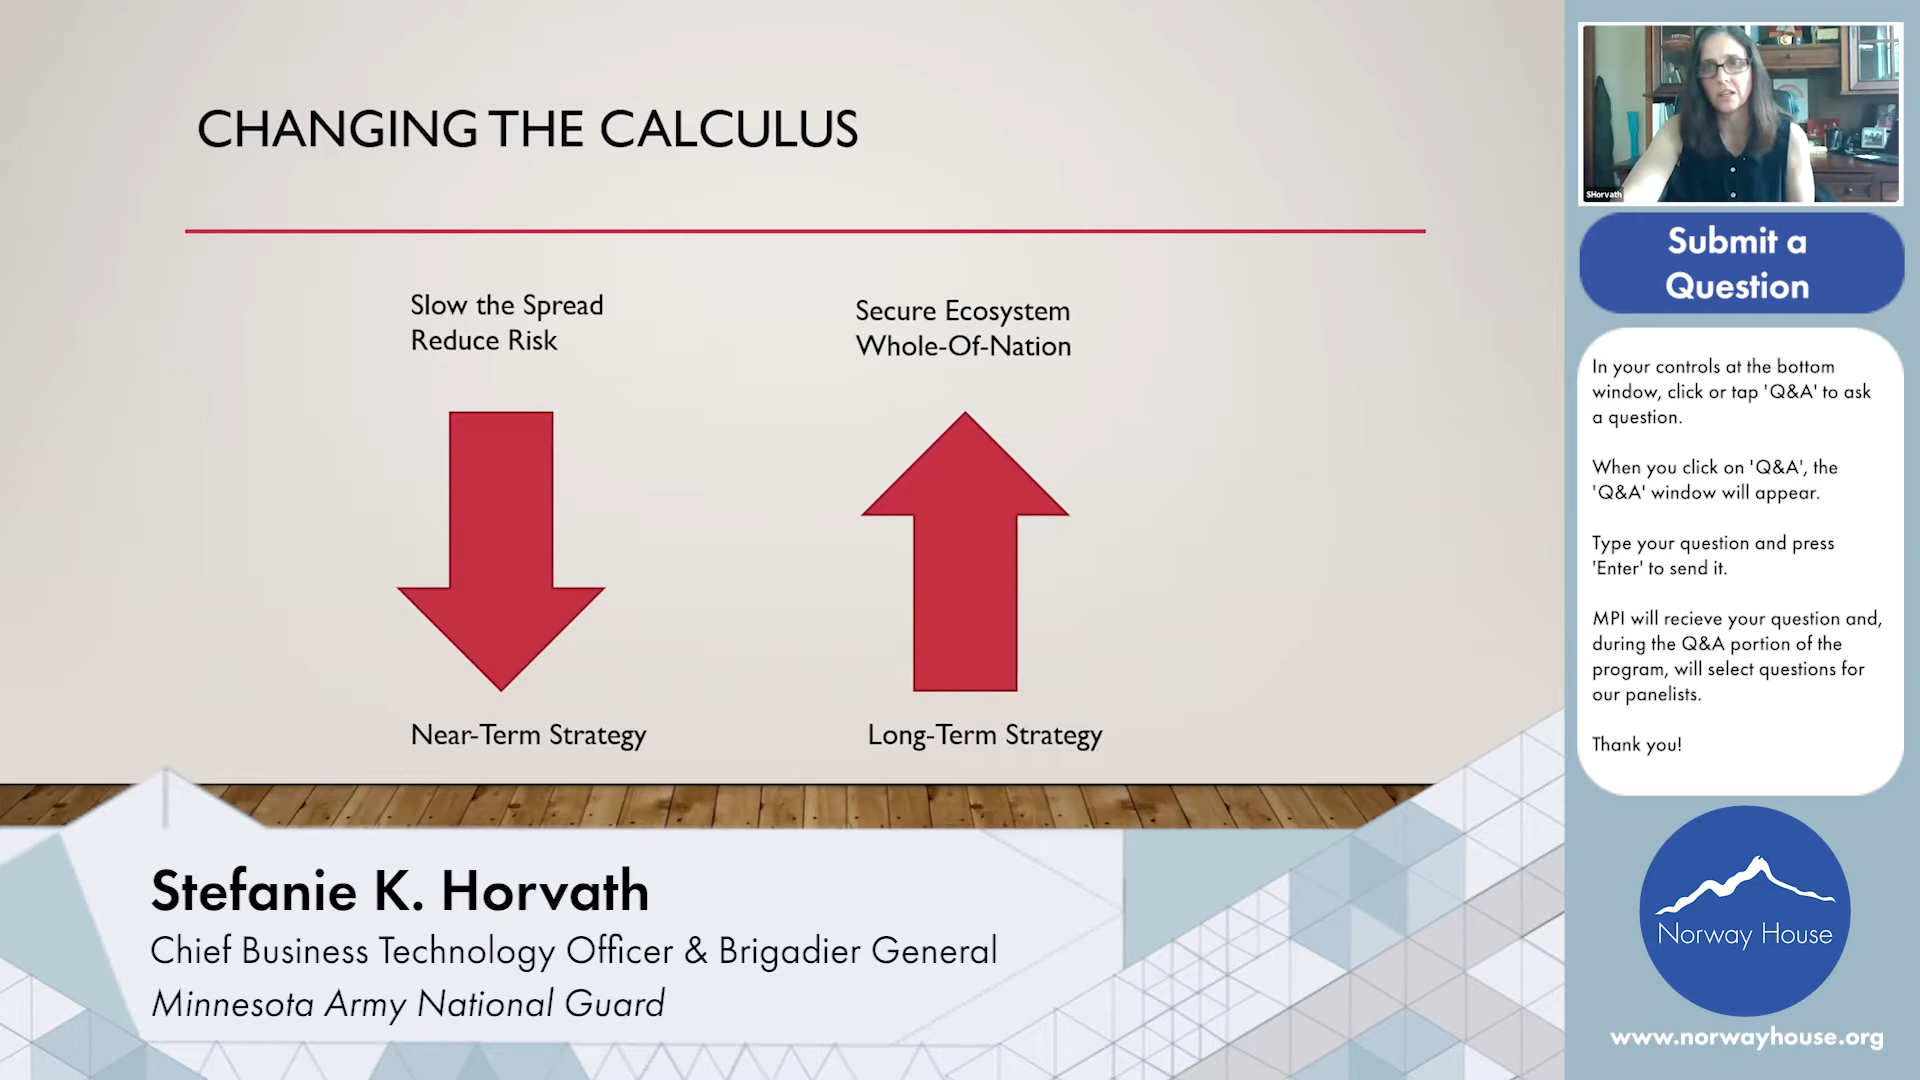 CHANGING THE CALCULUS
Slow the Spread
Reduce Risk
Secure Ecosystem
Whole-Of-Nation
Near-Term Strategy
Long-Term Strategy
Stefanie K. Horvath
Chief Business Technology Officer & Brigadier General
Minnesota Army National Guard
SHorvath
Submit a
Question
In your controls at the bottom
window, click or tap 'Q&A' to ask
a question.
When you click on 'Q&A', the
'Q&A' window will appear.
Type your question and press
'Enter' to send it.
MPI will recieve your question and,
during the Q&A portion of the
program, will select questions for
our panelists.
Thank you!
Norway House
www.norwayhouse.org